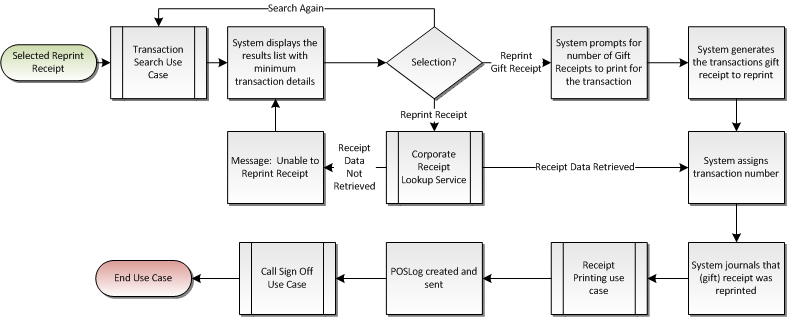 Search Again
Selected Reprint
Receipt
Transaction
Search Use
Case
System displays the
results list with
minimum
transaction details
Selection?
Reprint
Gift Receipt
System prompts for
number of Gift
Receipts to print for
the transaction
System generates
the transactions gift
receipt to reprint
Reprint Receipt
Message:  Unable to
Reprint Receipt
Receipt
Data
Not
Retrieved
Corporate
Receipt
Lookup Service
Receipt Data Retrieved
System assigns
transaction number
End Use Case
Call Sign Off
Use Case
POSLog created and
sent
Receipt
Printing use
case
System journals that
(gift) receipt was
reprinted